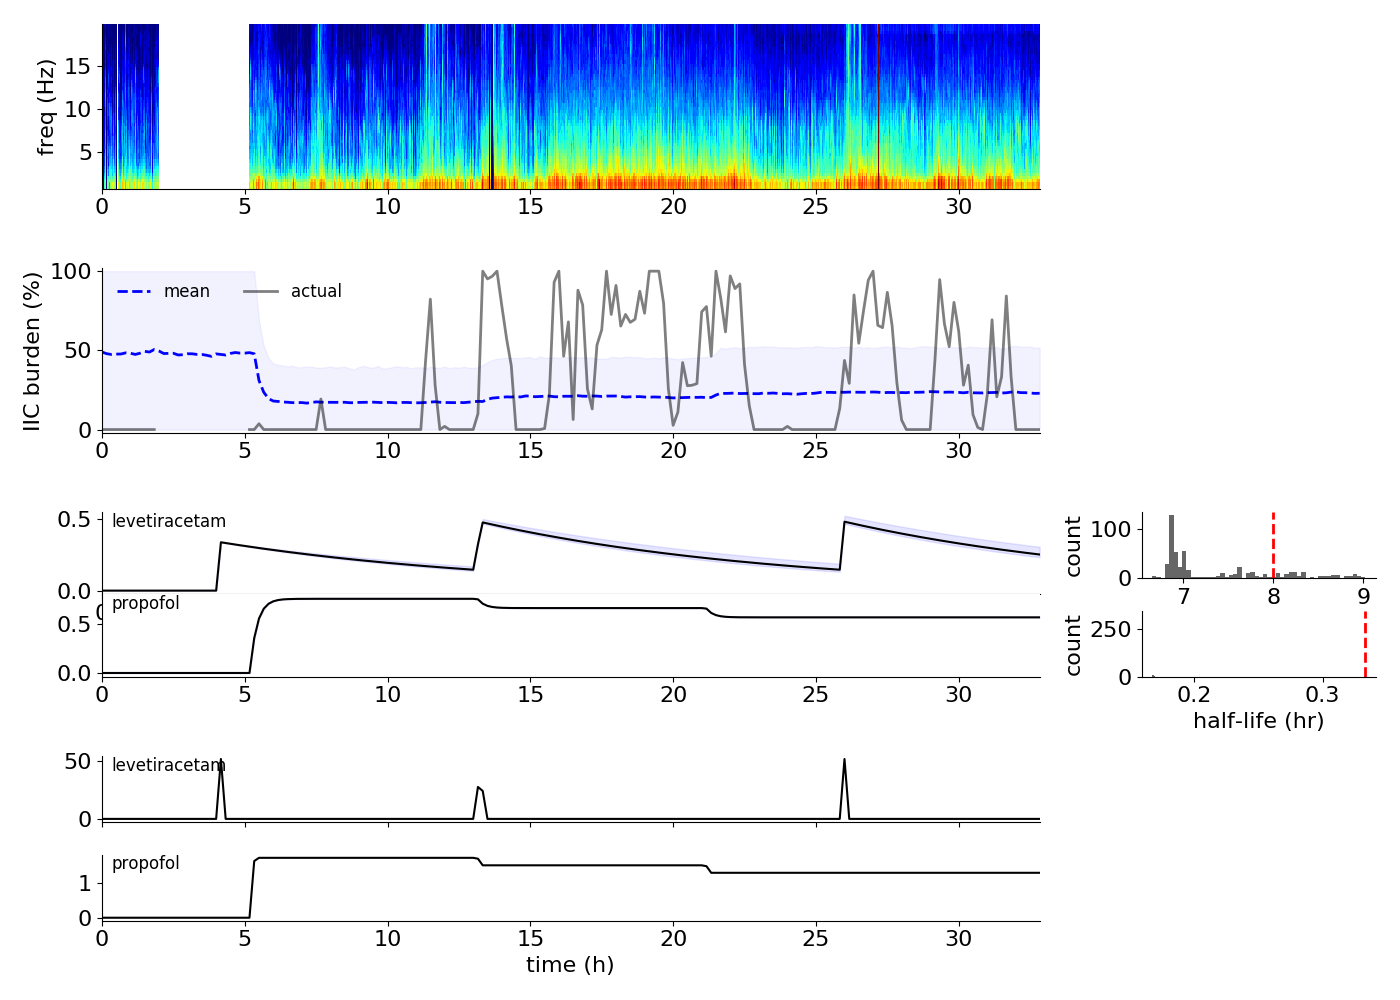 freq (Hz)
15
10
5
0 5 10 15 20 25 30
IIC burden (%)
100
50
0
mean actual
0 5 10 15 20 25 30
0.5
0.0
levetiracetam
0
propofol
0.5
0.0
0 5 10 15 20 25 30
count
100
0
7 8 9
count
250
0
0.2 0.3
half-life (hr)
50
0
levetiracetam
propofol
1
0
0 5 10 15 20 25 30
time (h)